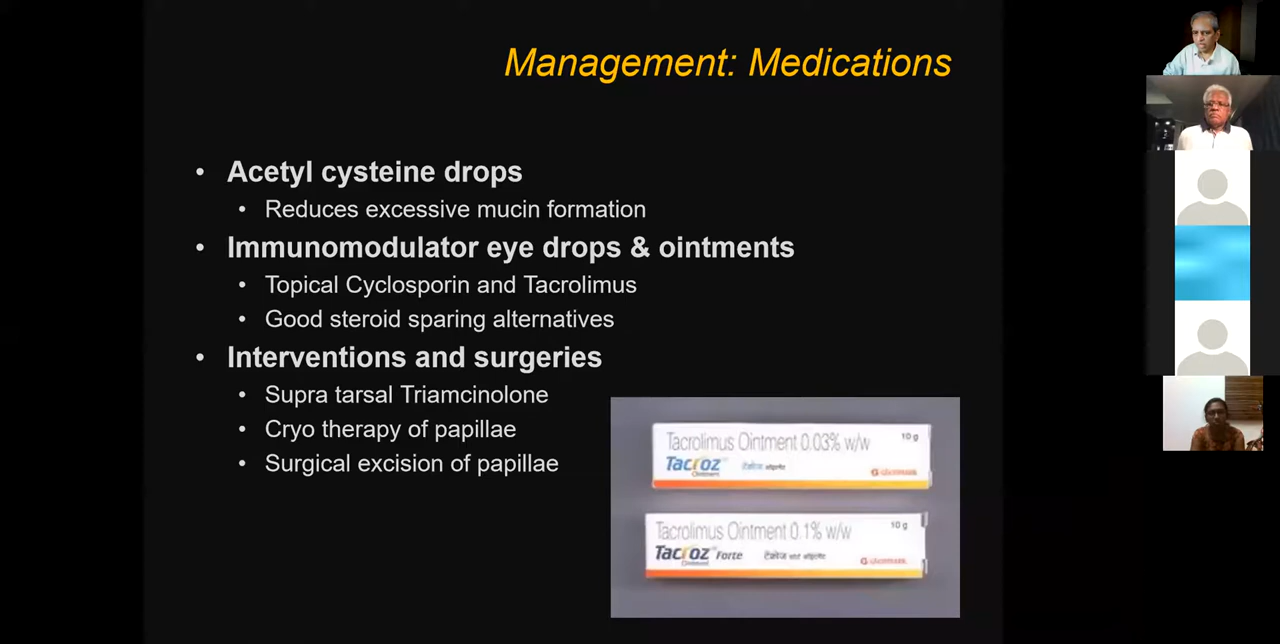 Management: Medications
• Acetyl cysteine drops
• Reduces excessive mucin formation
• Immunomodulator eye drops & ointments
• Topical Cyclosporin and Tacrolimus
• Good steroid sparing alternatives
• Interventions and surgeries
• Supra tarsal Triamcinolone
• Cryo therapy of papillae
• Surgical excision of papillae
Tacrolimus Ointment 0.03% w/w 10 g
Tacroz
Ointment
Tacrolimus Ointment 0.1% w/w 10 g
Tacroz Forte
Ointment